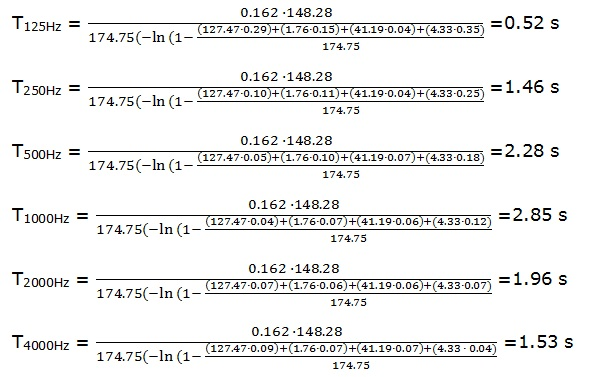 T125Hz = 0.162 ·148.28 / 174.75(−ln (1− (127.47·0.29)+(1.76·0.15)+(41.19·0.04)+(4.33·0.35) / 174.75 =0.52 s
T250Hz = 0.162 ·148.28 / 174.75(−ln (1− (127.47·0.10)+(1.76·0.11)+(41.19·0.04)+(4.33·0.25) / 174.75 =1.46 s
T500Hz = 0.162 ·148.28 / 174.75(−ln (1− (127.47·0.05)+(1.76·0.10)+(41.19·0.07)+(4.33·0.18) / 174.75 =2.28 s
T1000Hz = 0.162 ·148.28 / 174.75(−ln (1− (127.47·0.04)+(1.76·0.07)+(41.19·0.06)+(4.33·0.12) / 174.75 =2.85 s
T2000Hz = 0.162 ·148.28 / 174.75(−ln (1− (127.47·0.07)+(1.76·0.06)+(41.19·0.06)+(4.33·0.07) / 174.75 =1.96 s
T4000Hz = 0.162 ·148.28 / 174.75(−ln (1− (127.47·0.09)+(1.76·0.07)+(41.19·0.07)+(4.33 · 0.04) / 174.75 =1.53 s